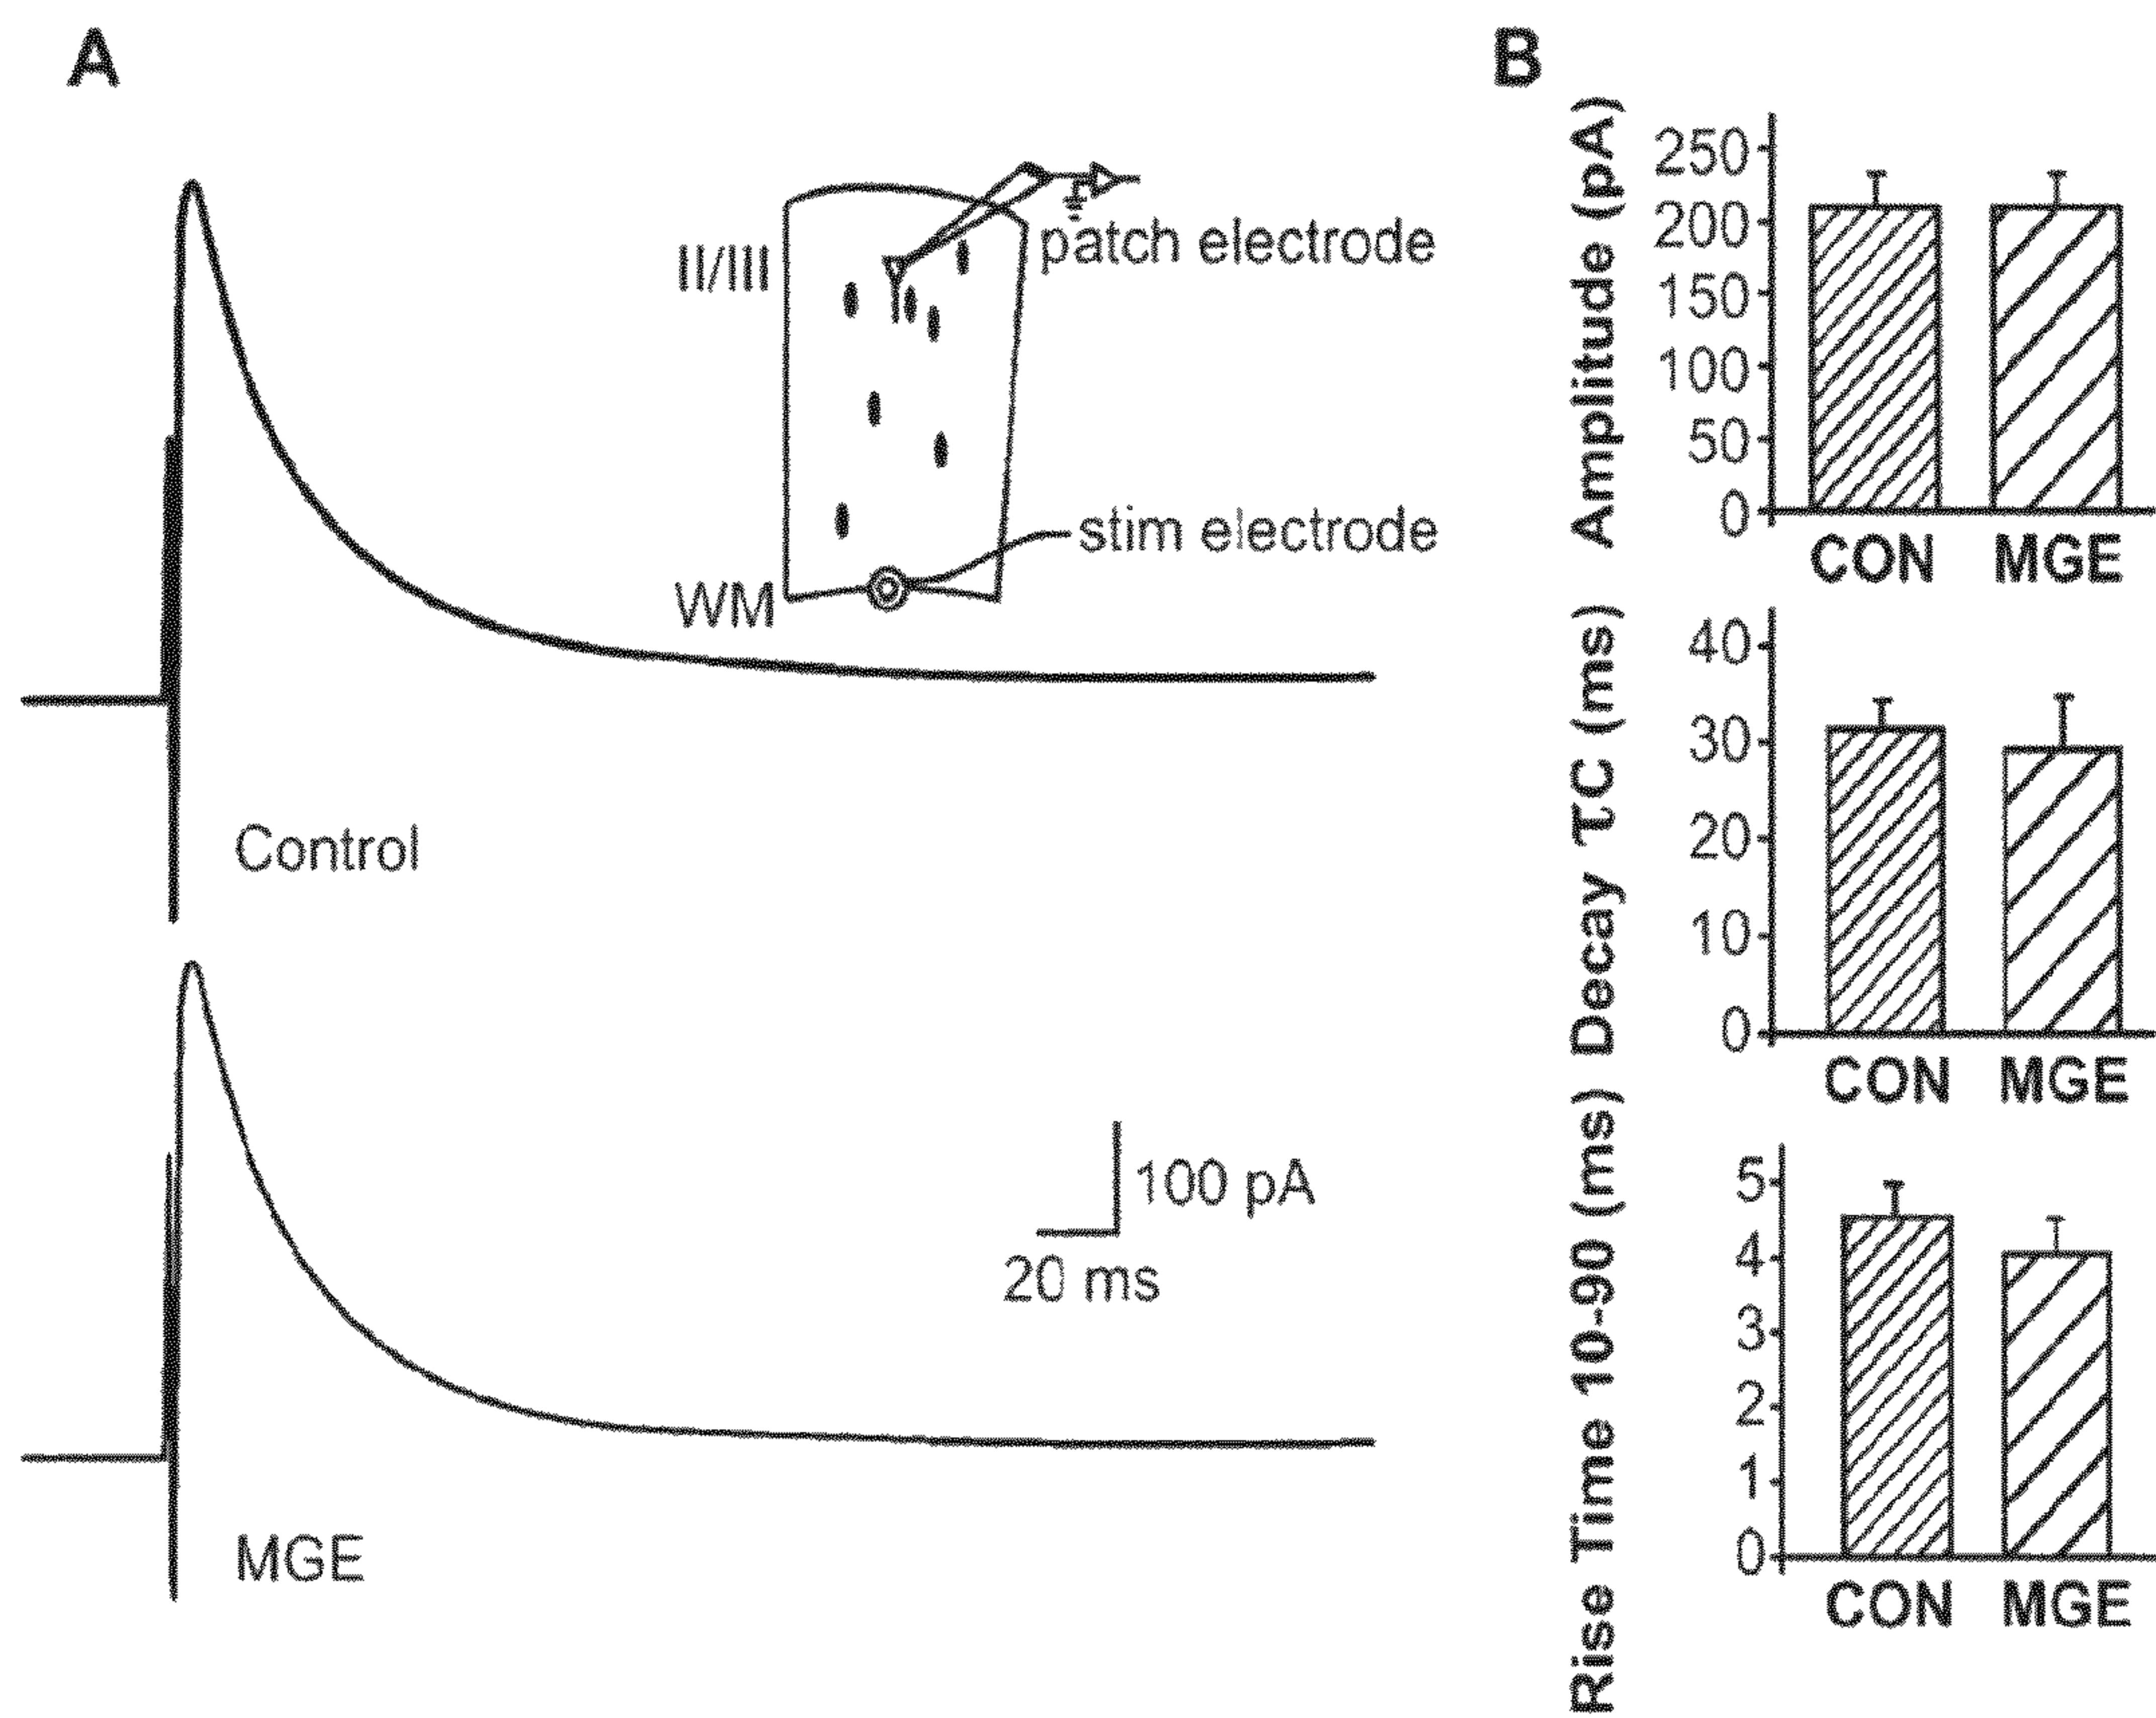 A
II/III
patch electrode
stim electrode
WM
Control
100 pA
20 ms
MGE
B
Amplitude (pA)
250
200
150
100
50
0
CON MGE
Decay τC (ms)
40
30
20
10
0
CON MGE
Rise Time 10-90 (ms)
5
4
3
2
1
0
CON MGE